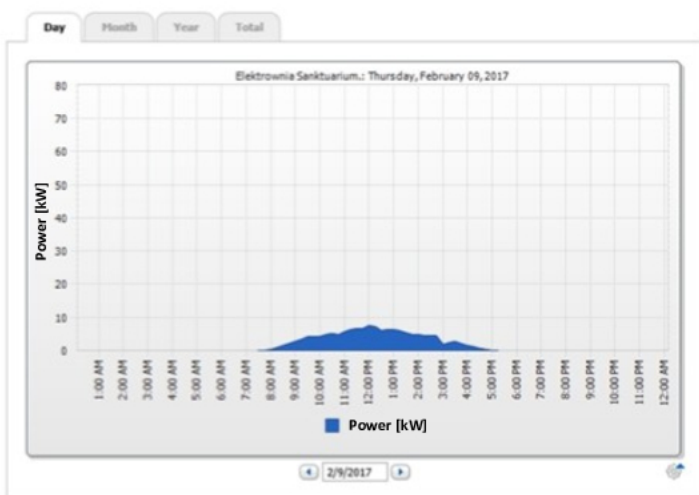 Day Month Year Total
Elektrownia Sanktuarium.: Thursday, February 09, 2017
Power [kW]
80
70
60
50
40
30
20
10
0
1:00 AM
2:00 AM
3:00 AM
4:00 AM
5:00 AM
6:00 AM
7:00 AM
8:00 AM
9:00 AM
10:00 AM
11:00 AM
12:00 PM
1:00 PM
2:00 PM
3:00 PM
4:00 PM
5:00 PM
6:00 PM
7:00 PM
8:00 PM
9:00 PM
10:00 PM
11:00 PM
12:00 AM
Power [kW]
2/9/2017